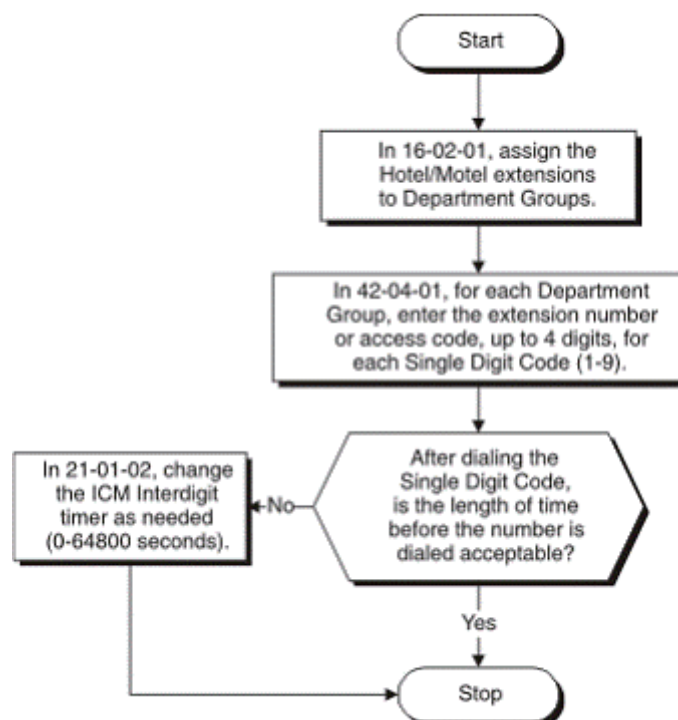 Start
In 16-02-01, assign the
Hotel/Motel extensions
to Department Groups.
In 42-04-01, for each Department
Group, enter the extension number
or access code, up to 4 digits, for
each Single Digit Code (1-9).
After dialing the
Single Digit Code,
is the length of time
before the number is
dialed acceptable?
No
In 21-01-02, change
the ICM Interdigit
timer as needed
(0-64800 seconds).
Yes
Stop